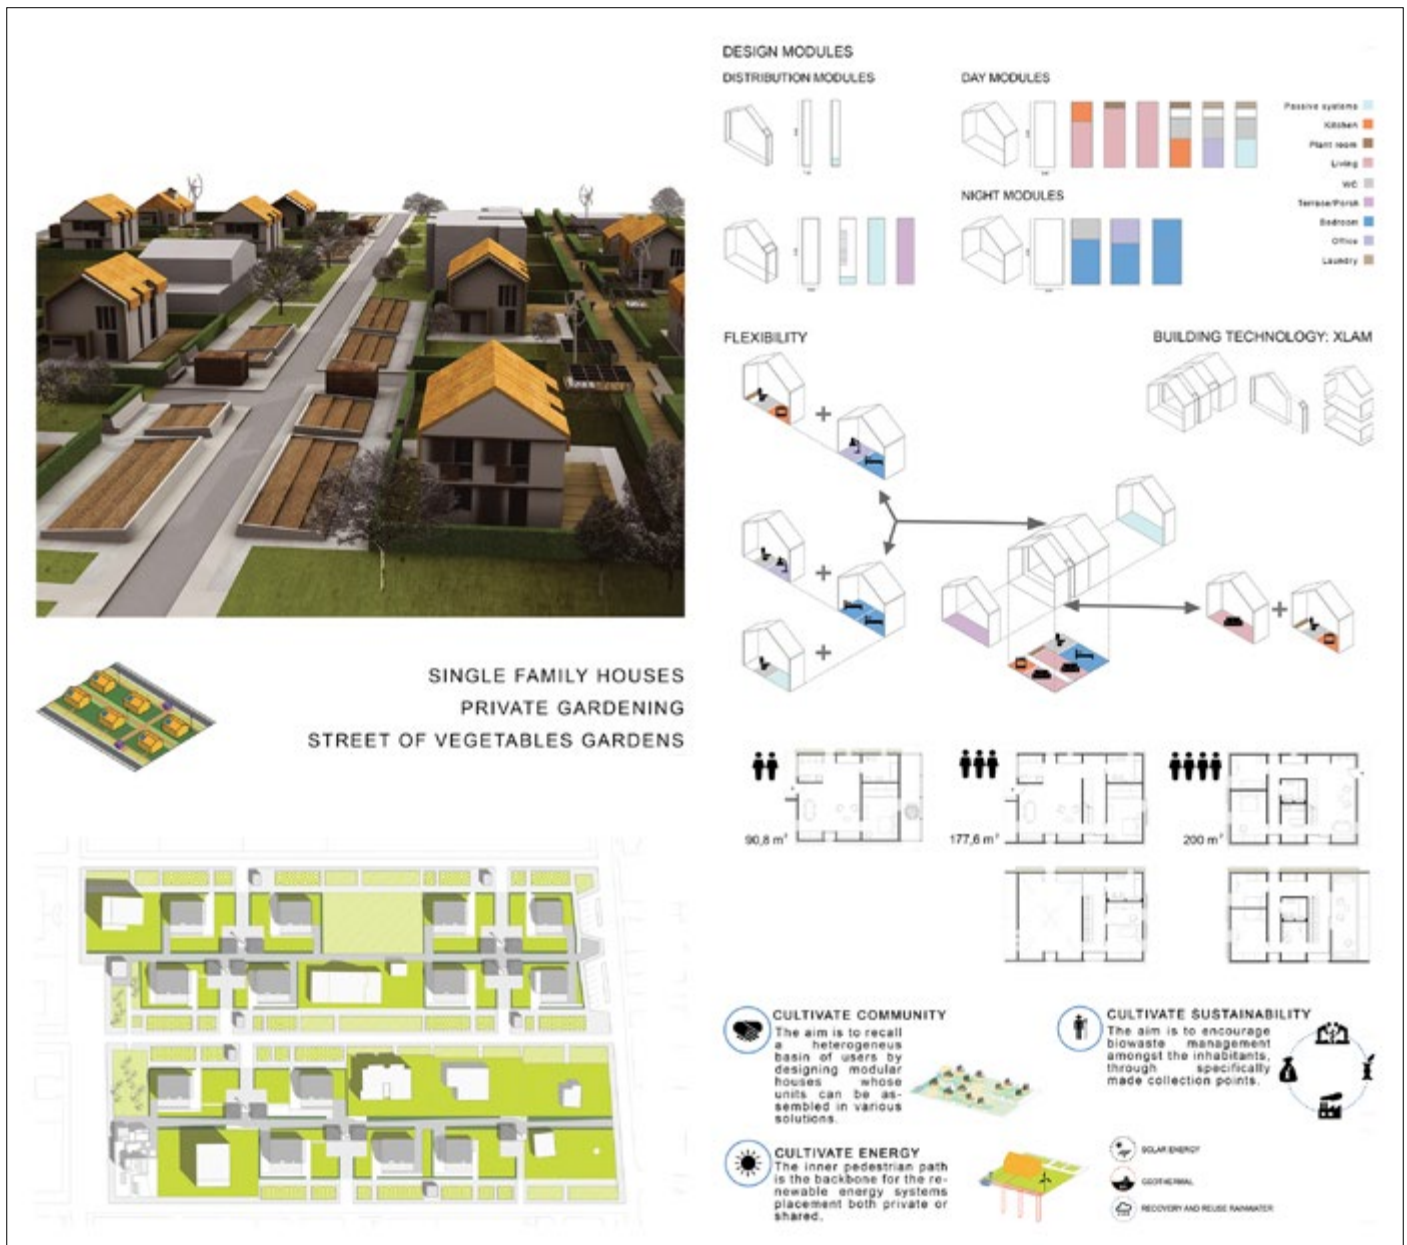 SINGLE FAMILY HOUSES
PRIVATE GARDENING
STREET OF VEGETABLES GARDENS
DESIGN MODULES
DISTRIBUTION MODULES
DAY MODULES
Passive systems
Kitchen
Plant room
Living
WC
Terrace/Porsh
Bedroom
Office
Laundry
NIGHT MODULES
FLEXIBILITY
BUILDING TECHNOLOGY: XLAM
+
+
+
+
90,8 m²
177,6 m²
200 m²
CULTIVATE COMMUNITY
The aim is to recall
a heterogeneus
basin of users by
designing modular
houses whose
units can be as-
sembled in various
solutions.
CULTIVATE SUSTAINABILITY
The aim is to encourage
biowaste management
amongst the inhabitants,
through specifically
made collection points.
CULTIVATE ENERGY
The inner pedestrian path
is the backbone for the re-
newable energy systems
placement both private or
shared.
SOLAR ENERGY
GEOTHERMAL
RECOVERY AND REUSE RAINWATER